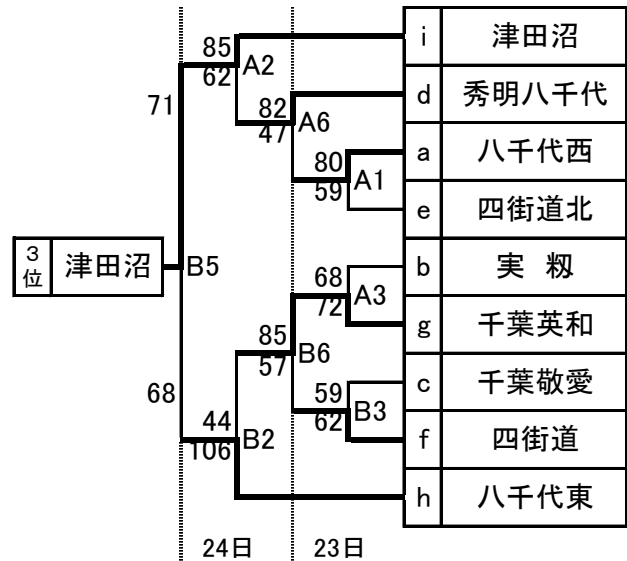 i 津田沼
85
62 A2
d 秀明八千代
71
82
47 A6
a 八千代西
80
59 A1
e 四街道北
3位 津田沼 B5
b 実 籾
68
72 A3
g 千葉英和
85
57 B6
c 千葉敬愛
68
59
62 B3
44
106 B2
f 四街道
h 八千代東
24日 23日